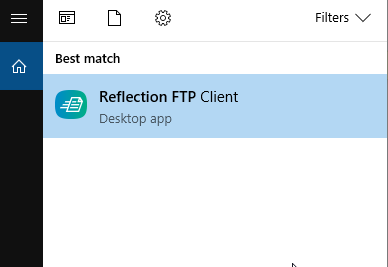 Filters
Best match
Reflection FTP Client
Desktop app